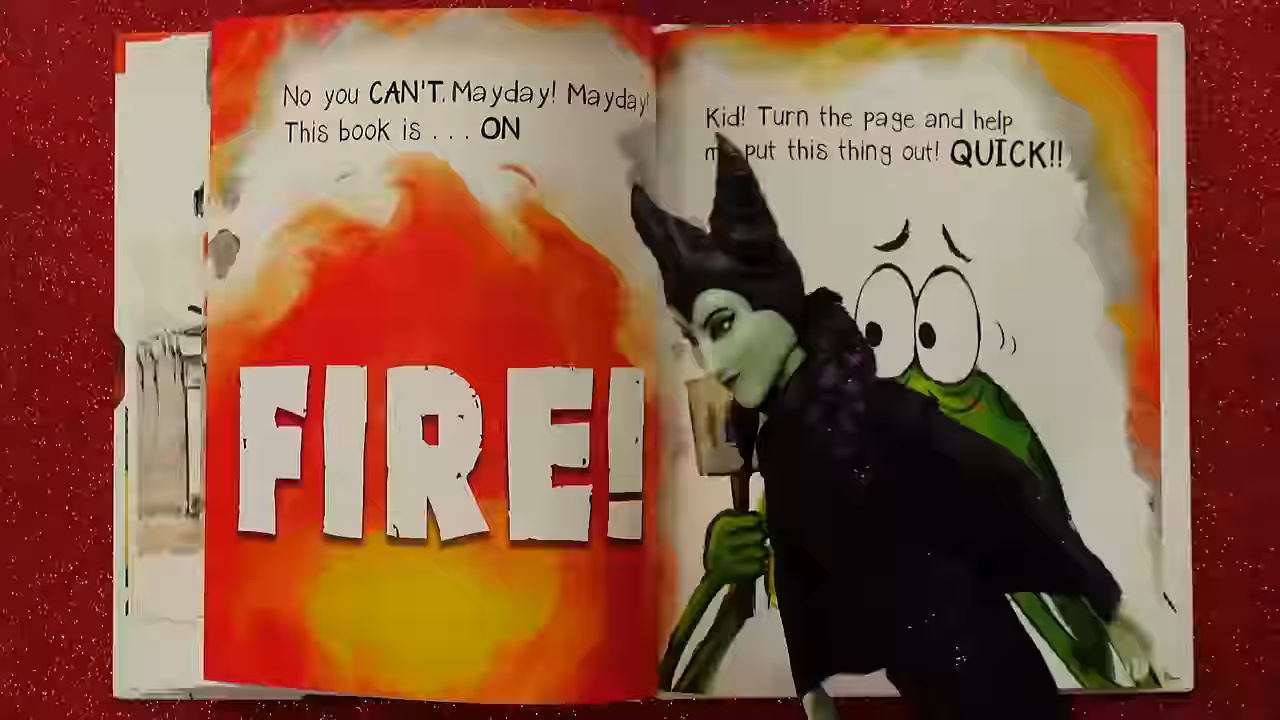 No you CAN'T. Mayday! Mayday!
This book is . . . ON
FIRE!
Kid! Turn the page and help
put this thing out! QUICK!!